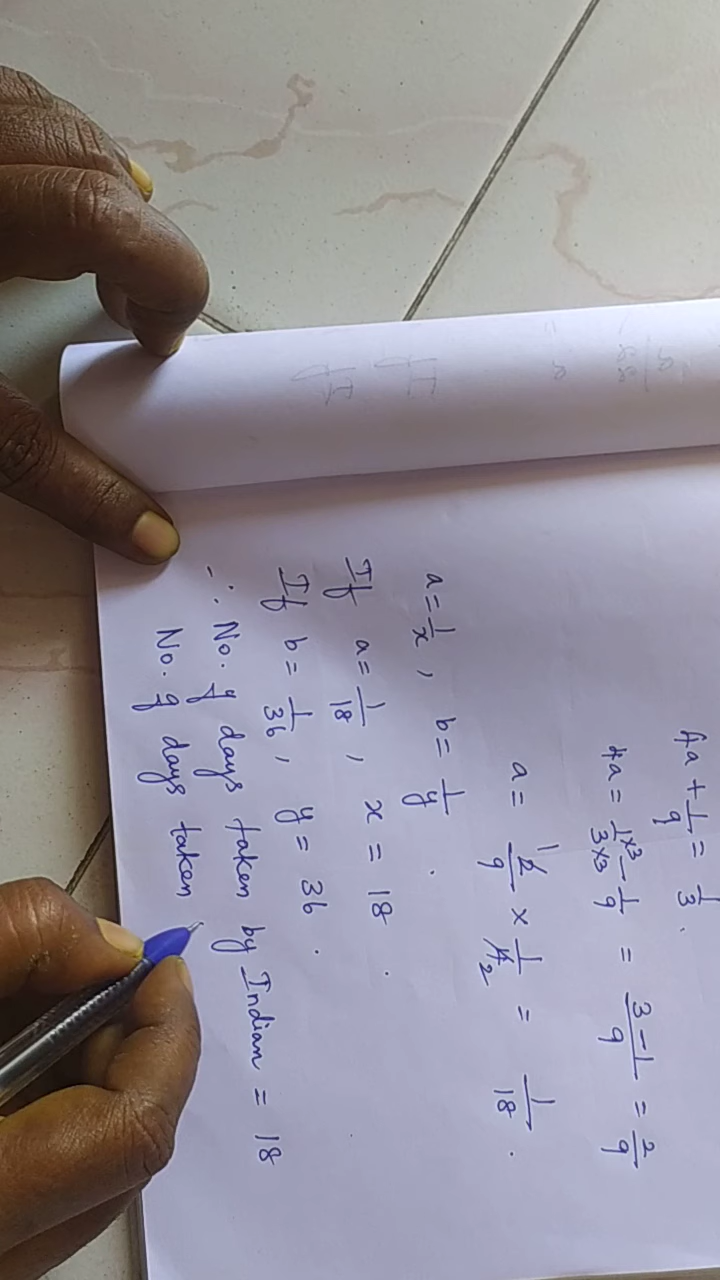 4a + 1/9 = 1/3 .
4a = 1×3/3×3 - 1/9 = 3-1/9 = 2/9
a = 2/9 × 1/4 = 1/18 .
a = 1/x , b = 1/y .
If a = 1/18 , x = 18 .
If b = 1/36 , y = 36 .
∴ No. of days taken by Indian = 18
No. of days taken